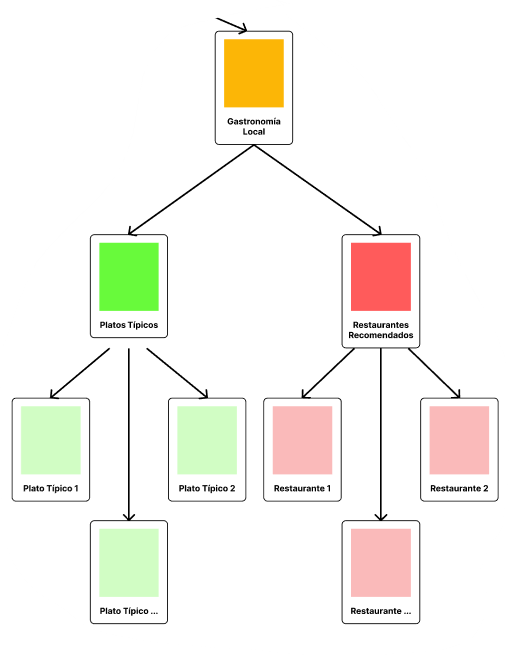 Gastronomía
Local
Platos Típicos
Restaurantes
Recomendados
Plato Típico 1
Plato Típico 2
Restaurante 1
Restaurante 2
Plato Típico ...
Restaurante ...